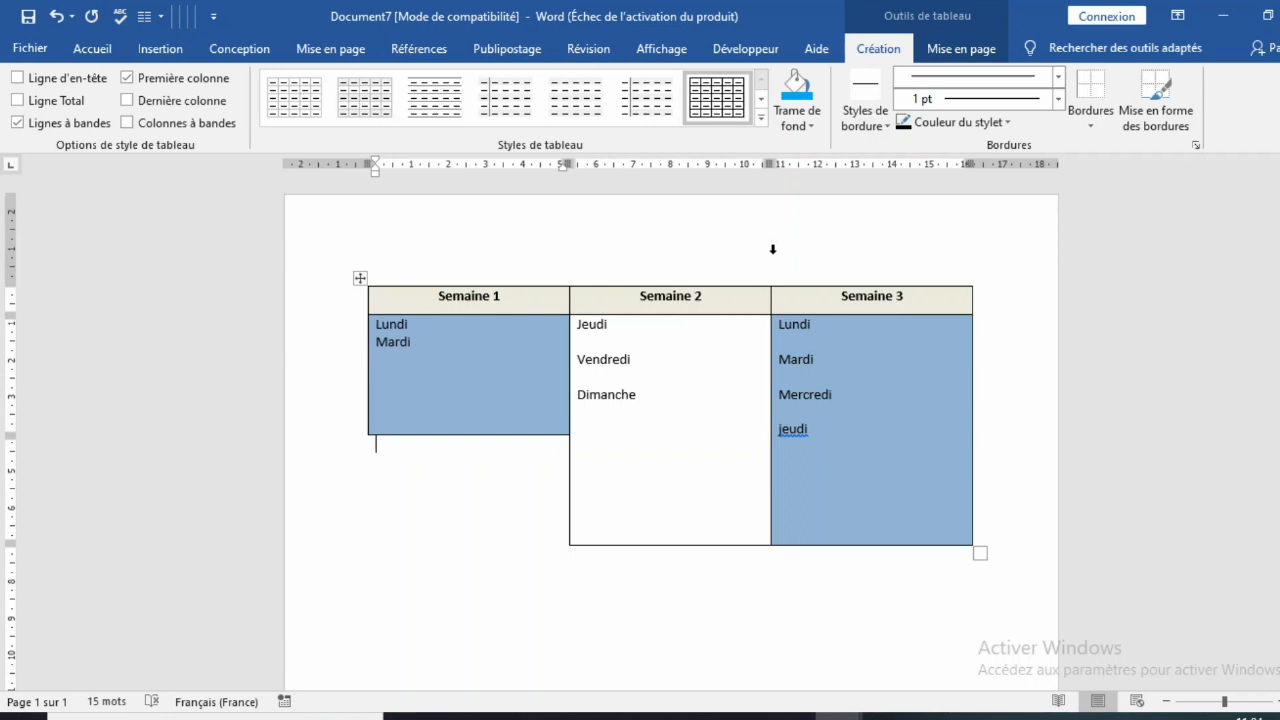 Document7 [Mode de compatibilité] - Word (Échec de l'activation du produit)
Outils de tableau
Connexion
Fichier
Accueil
Insertion
Conception
Mise en page
Références
Publipostage
Révision
Affichage
Développeur
Aide
Création
Mise en page
Rechercher des outils adaptés
Ligne d'en-tête
Première colonne
Ligne Total
Dernière colonne
Lignes à bandes
Colonnes à bandes
Options de style de tableau
Styles de tableau
Trame de
fond
Styles de
bordure
1 pt
Couleur du stylet
Bordures
Mise en forme
des bordures
Bordures
Semaine 1
Semaine 2
Semaine 3
Lundi
Mardi
Jeudi
Vendredi
Dimanche
Lundi
Mardi
Mercredi
jeudi
Activer Windows
Accédez aux paramètres pour activer Windows
Page 1 sur 1
15 mots
Français (France)